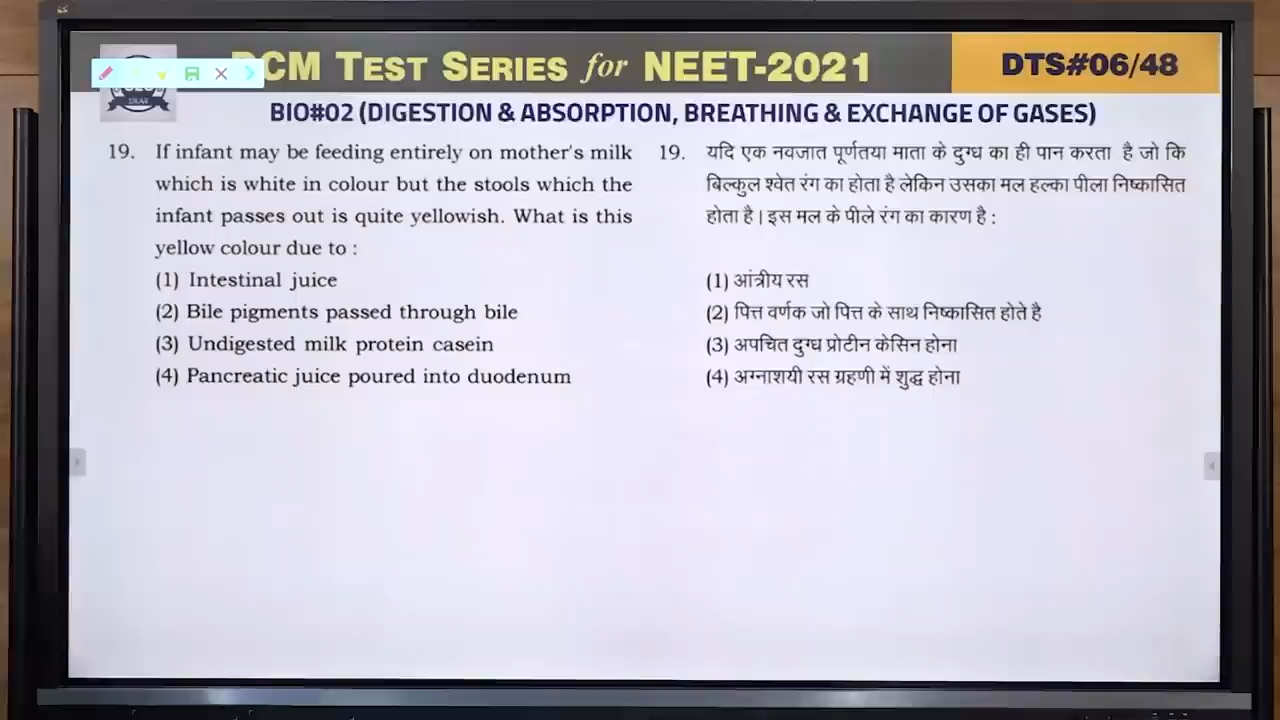 DCM TEST SERIES for NEET-2021
DTS#06/48
SIKAR
BIO#02 (DIGESTION & ABSORPTION, BREATHING & EXCHANGE OF GASES)
19. If infant may be feeding entirely on mother's milk
which is white in colour but the stools which the
infant passes out is quite yellowish. What is this
yellow colour due to :
(1) Intestinal juice
(2) Bile pigments passed through bile
(3) Undigested milk protein casein
(4) Pancreatic juice poured into duodenum
19. यदि एक नवजात पूर्णतया माता के दुग्ध का ही पान करता है जो कि
बिल्कुल श्वेत रंग का होता है लेकिन उसका मल हल्का पीला निष्कासित
होता है। इस मल के पीले रंग का कारण है :
(1) आंत्रीय रस
(2) पित्त वर्णक जो पित्त के साथ निष्कासित होते है
(3) अपचित दुग्ध प्रोटीन केसिन होना
(4) अग्नाशयी रस ग्रहणी में शुद्ध होना